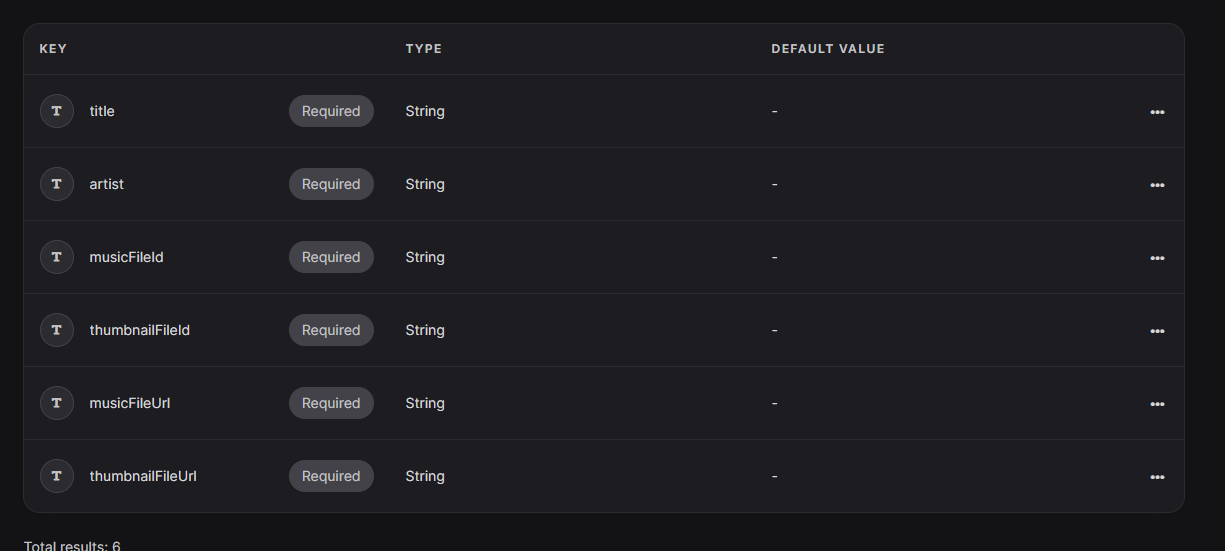 KEY TYPE DEFAULT VALUE
T title Required String - •••
T artist Required String - •••
T musicFileId Required String - •••
T thumbnailFileId Required String - •••
T musicFileUrl Required String - •••
T thumbnailFileUrl Required String - •••
Total results: 6